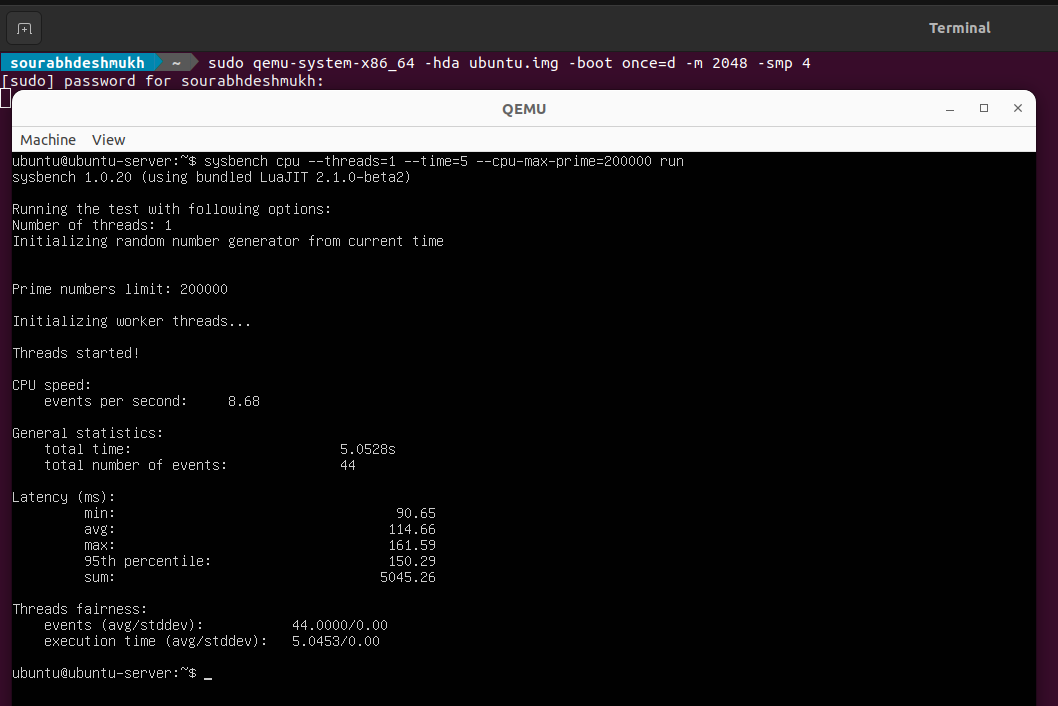 Terminal
sourabhdeshmukh ~ sudo qemu-system-x86_64 -hda ubuntu.img -boot once=d -m 2048 -smp 4
[sudo] password for sourabhdeshmukh:
QEMU
Machine View
ubuntu@ubuntu-server:~$ sysbench cpu --threads=1 --time=5 --cpu-max-prime=200000 run
sysbench 1.0.20 (using bundled LuaJIT 2.1.0-beta2)
Running the test with following options:
Number of threads: 1
Initializing random number generator from current time
Prime numbers limit: 200000
Initializing worker threads...
Threads started!
CPU speed:
events per second: 8.68
General statistics:
total time: 5.0528s
total number of events: 44
Latency (ms):
min: 90.65
avg: 114.66
max: 161.59
95th percentile: 150.29
sum: 5045.26
Threads fairness:
events (avg/stddev): 44.0000/0.00
execution time (avg/stddev): 5.0453/0.00
ubuntu@ubuntu-server:~$ _